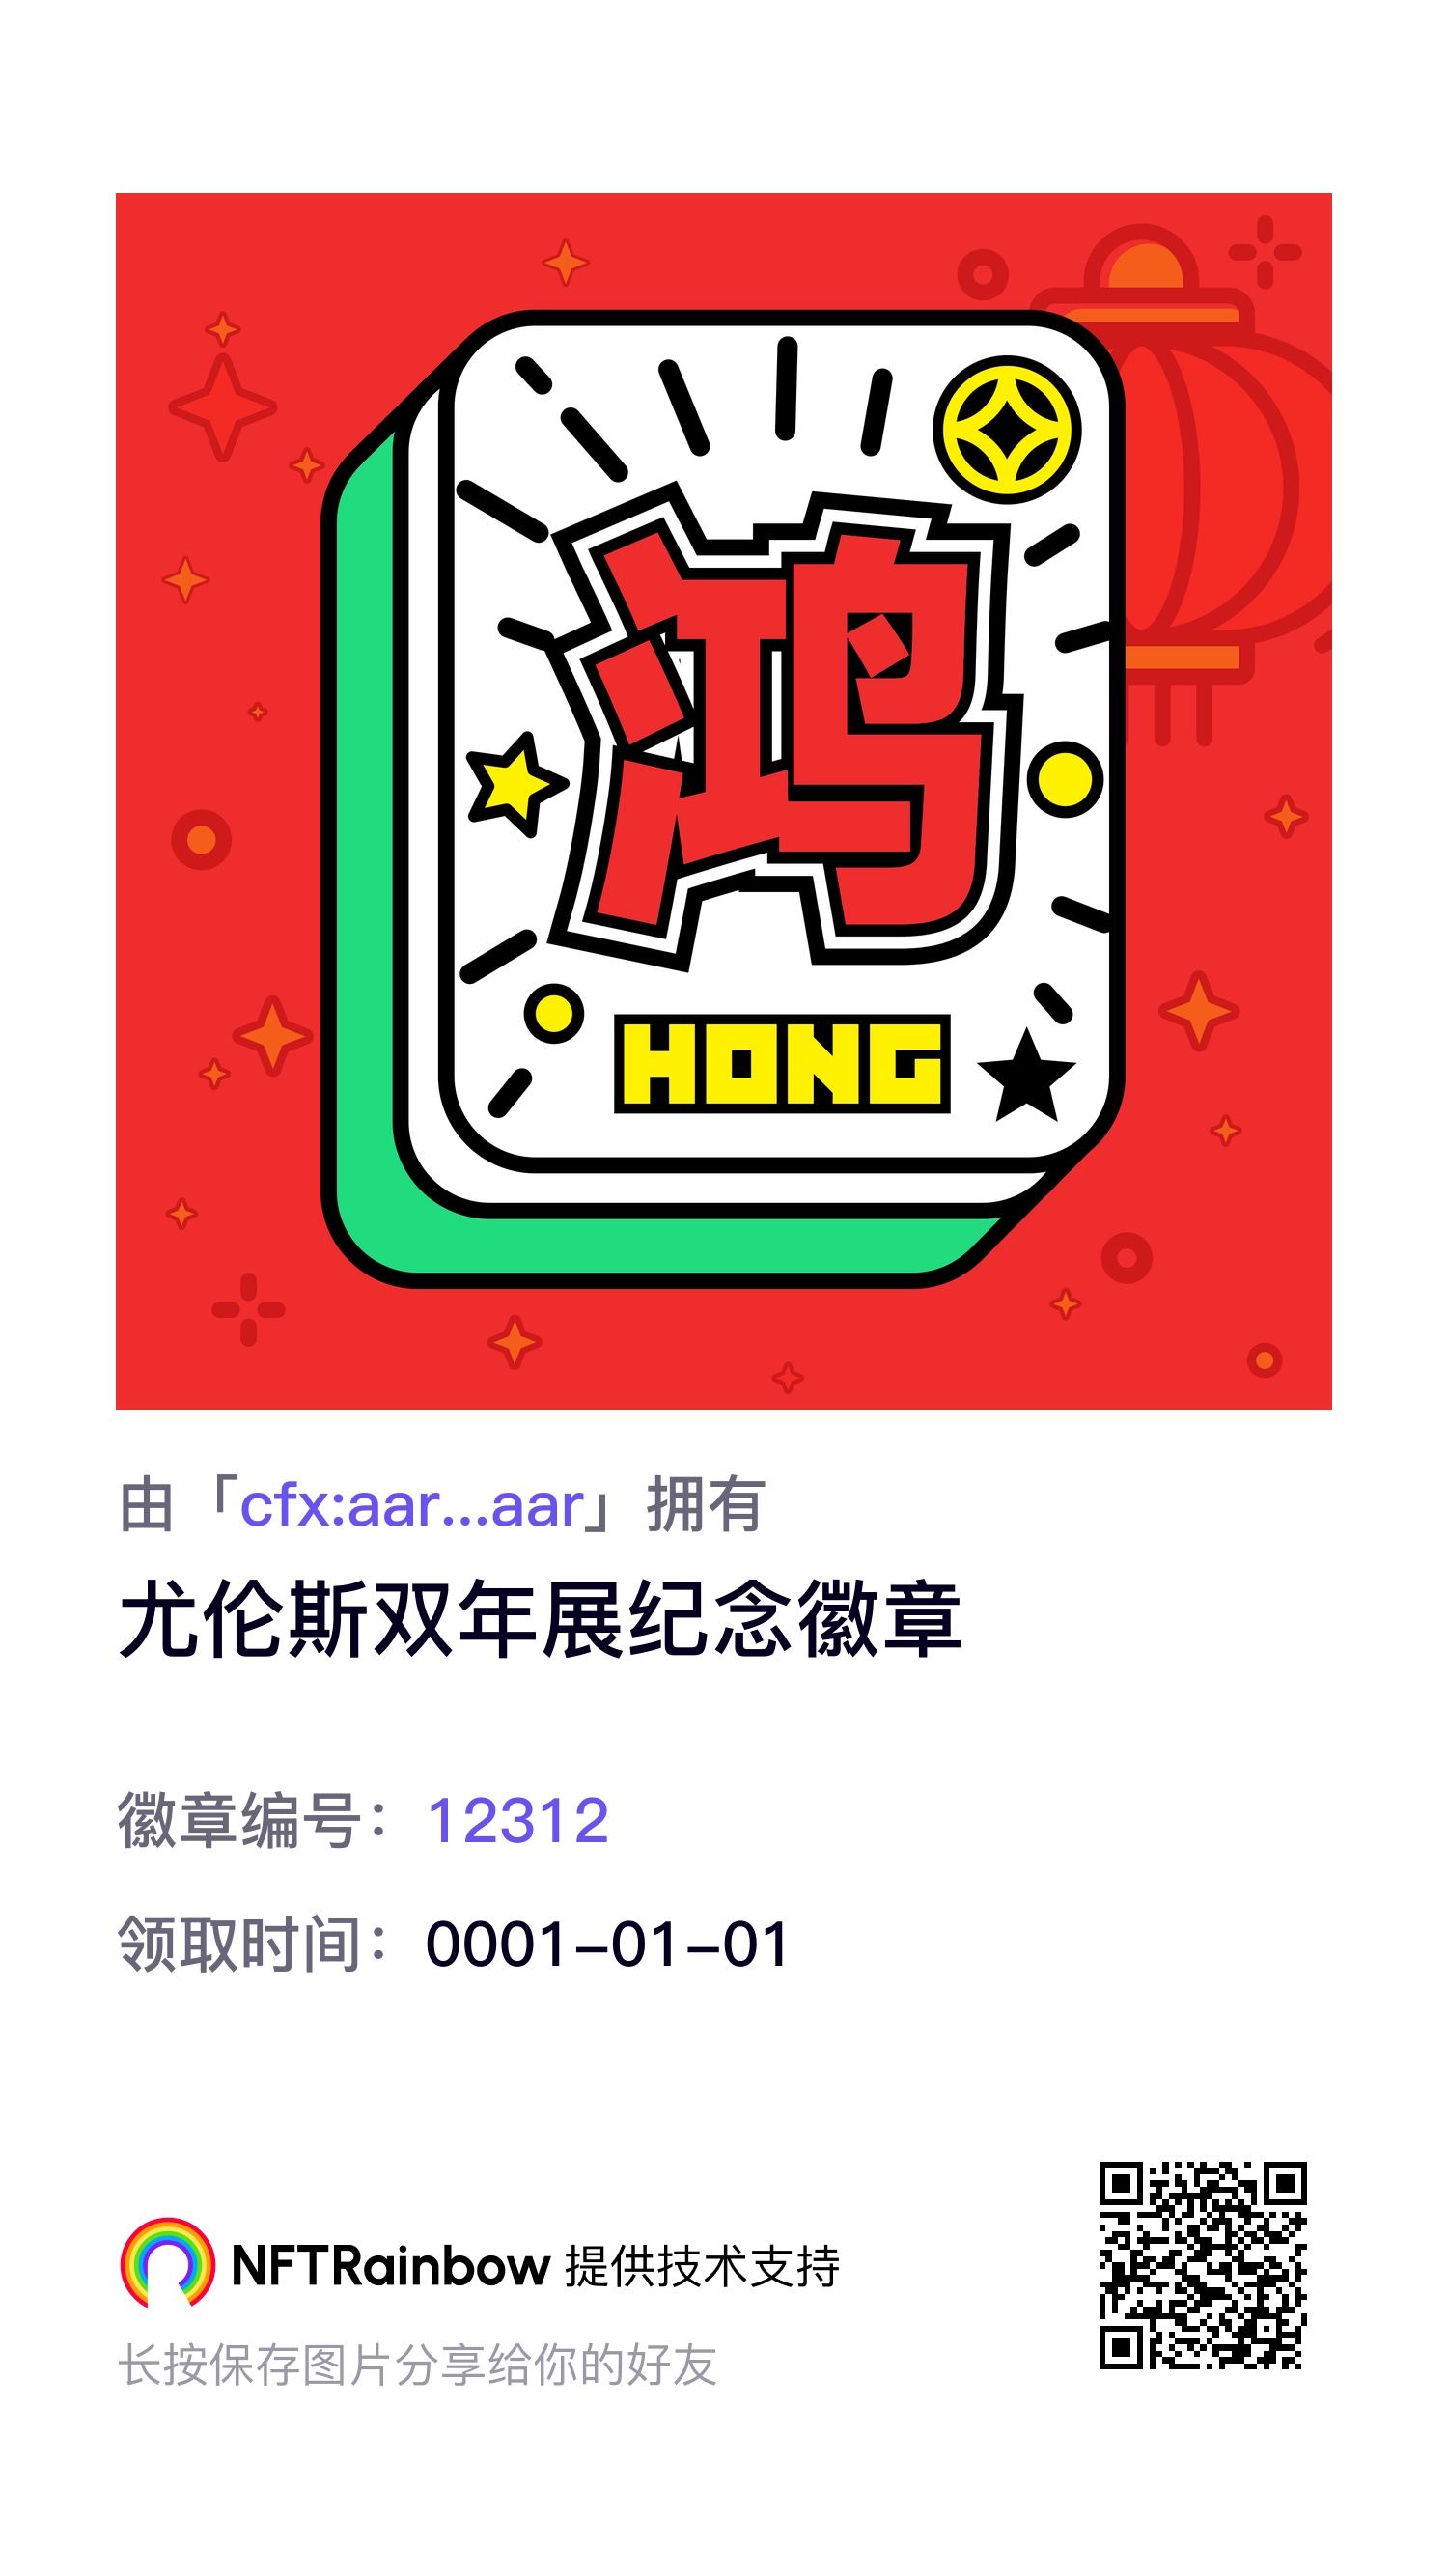 鸿
HONG
由「cfx:aar...aar」拥有
尤伦斯双年展纪念徽章
徽章编号：12312
领取时间：0001-01-01
NFTRainbow 提供技术支持
长按保存图片分享给你的好友